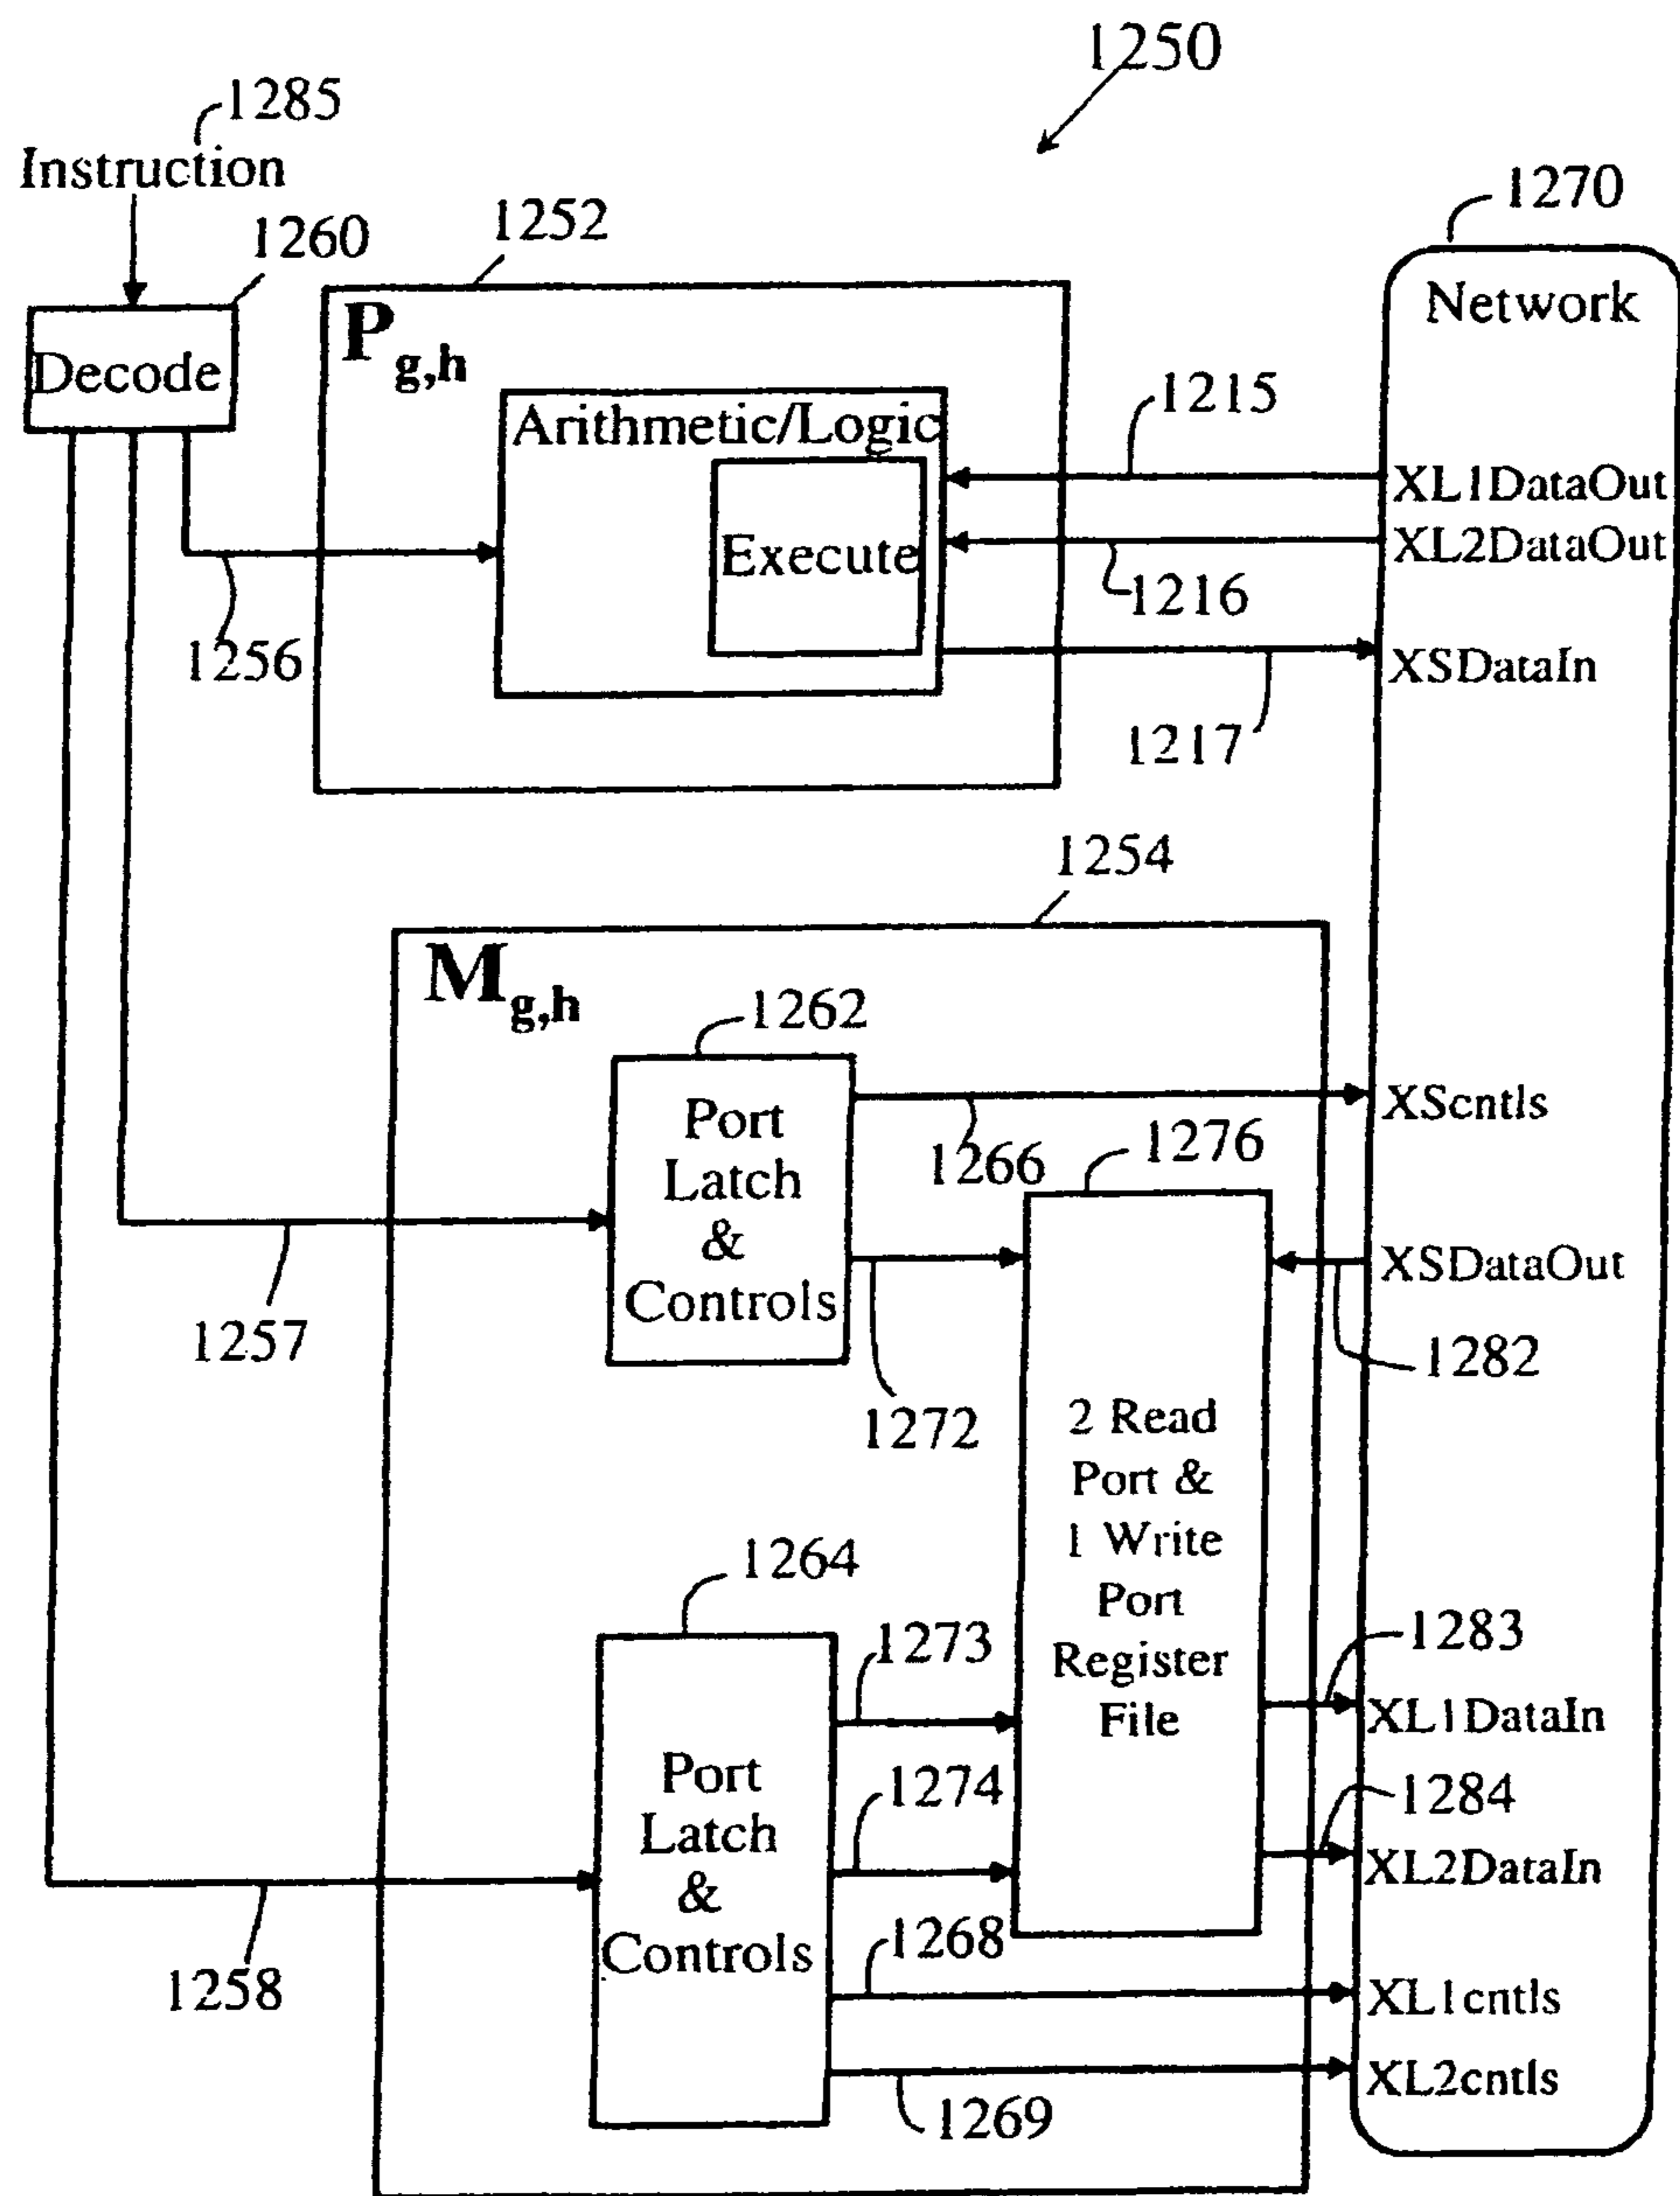 1250
1285
Instruction
1260
1252
1270
Network
P g,h
Decode
Arithmetic/Logic
Execute
1215
XL1DataOut
XL2DataOut
1216
1256
XSDataIn
1217
1254
M g,h
1262
Port
Latch
&
Controls
XScntls
1266
1276
1257
XSDataOut
1282
1272
2 Read
Port &
1 Write
Port
Register
File
1264
1273
1283
XL1DataIn
Port
Latch
&
Controls
1274
1284
XL2DataIn
1258
1268
XL1cntls
XL2cntls
1269